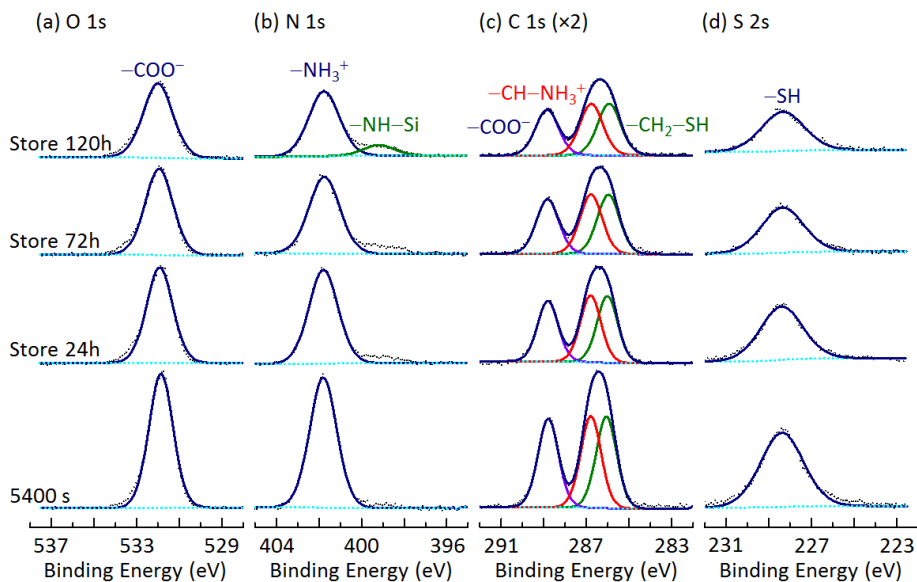 (a) O 1s
(b) N 1s
(c) C 1s (×2)
(d) S 2s
−COO⁻
−NH₃⁺
−NH−Si
−CH−NH₃⁺
−COO⁻
−CH₂−SH
−SH
Store 120h
Store 72h
Store 24h
5400 s
537 533 529
404 400 396
291 287 283
231 227 223
Binding Energy (eV)
Binding Energy (eV)
Binding Energy (eV)
Binding Energy (eV)